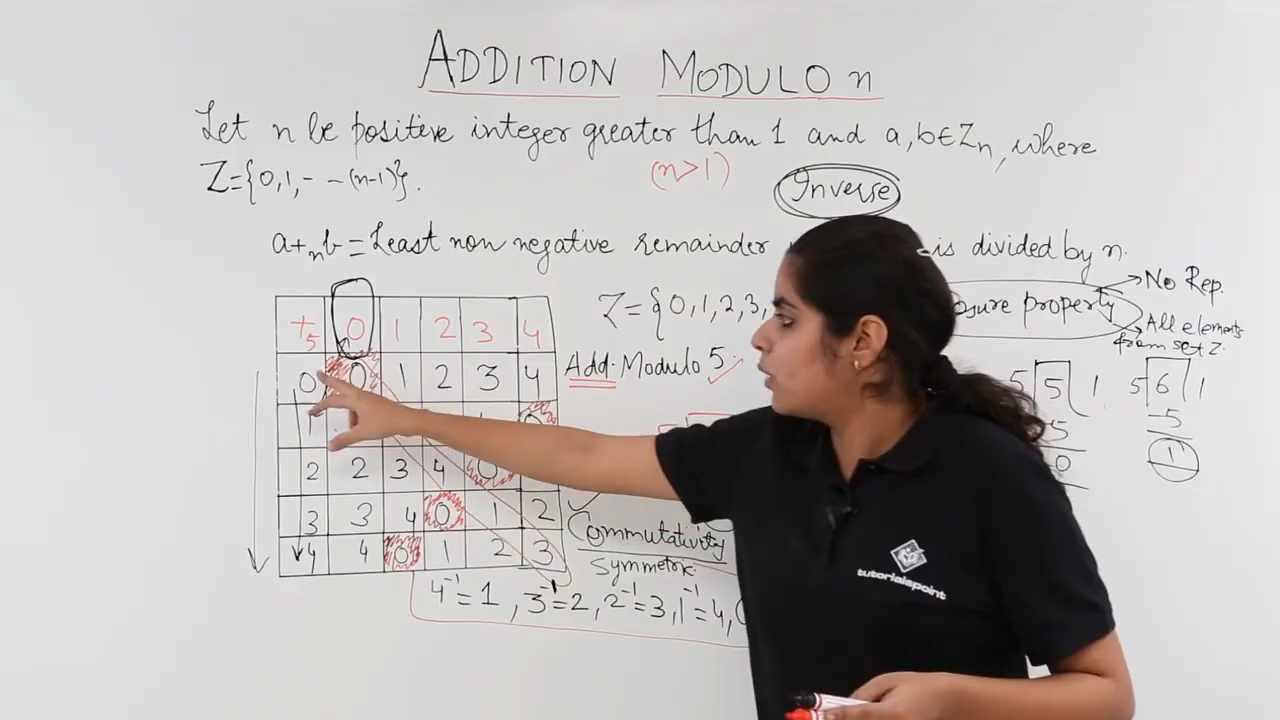 ADDITION MODULO n
Let n be positive integer greater than 1 and a, b ∈ Zn, where
Z={0,1,- - (n-1)}.
(n>1)
Inverse
a+nb = Least non negative remainder is divided by n.
Z={0,1,2,3,
osure property
No Rep.
All elements
from set Z.
Add. Modulo 5.
+5 0 1 2 3 4
0 0 1 2 3 4
1 0
2 2 3 4 0
3 3 4 0 1 2
4 4 0 1 2 3
5 5 1
5
0
5 6 1
-5
1
Commutativity
Symmetric
4⁻¹=1, 3⁻¹=2, 2⁻¹=3, 1⁻¹=4,
tutorialspoint